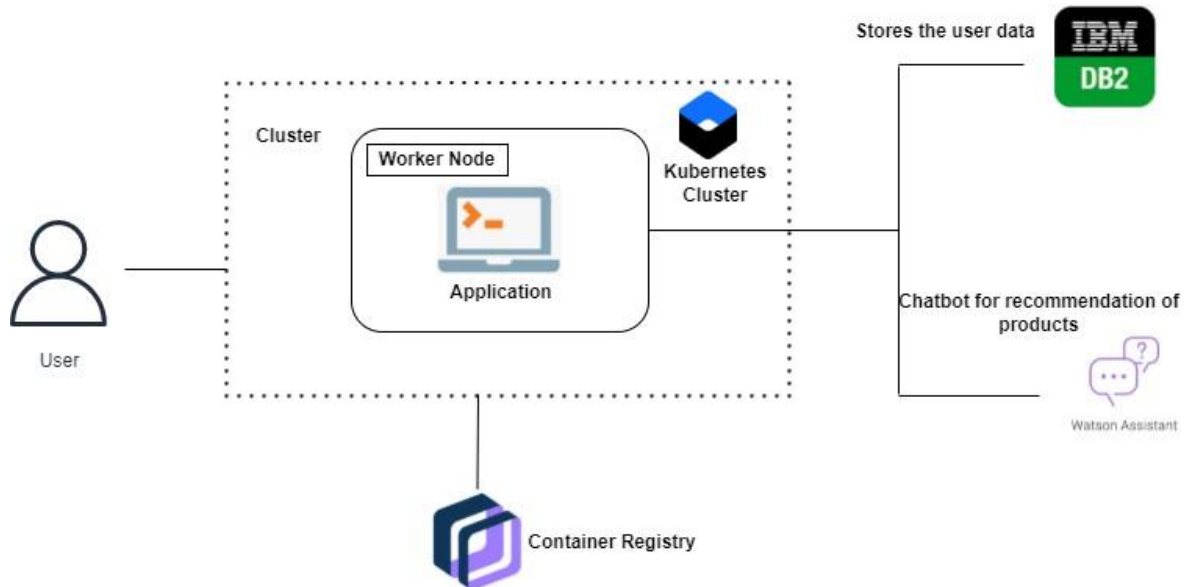 Stores the user data
IBM
DB2
Cluster
Worker Node
Kubernetes
Cluster
Application
User
Chatbot for recommendation of
products
?
Watson Assistant
Container Registry